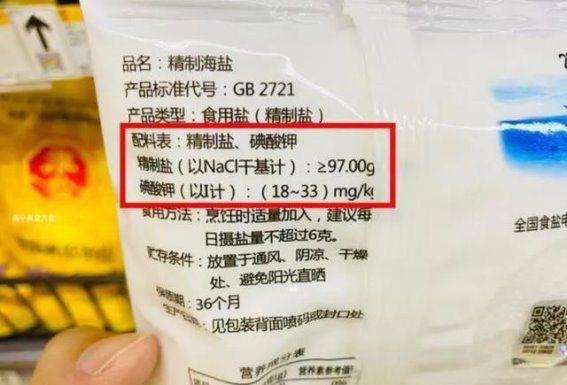 品名：精制海盐
产品标准代号：GB 2721
产品类型：食用盐（精制盐）
配料表：精制盐、碘酸钾
精制盐（以NaCl干基计）：≥97.00g
碘酸钾（以I计）：（18~33）mg/kg
食用方法：烹饪时适量加入，建议每
日摄盐量不超过6克。
贮存条件：放置于通风、阴凉、干燥
处、避免阳光直晒
保质期：36个月
生产日期：见包装背面喷码或封口处
营养成分表
营养素参考值
全国食盐电